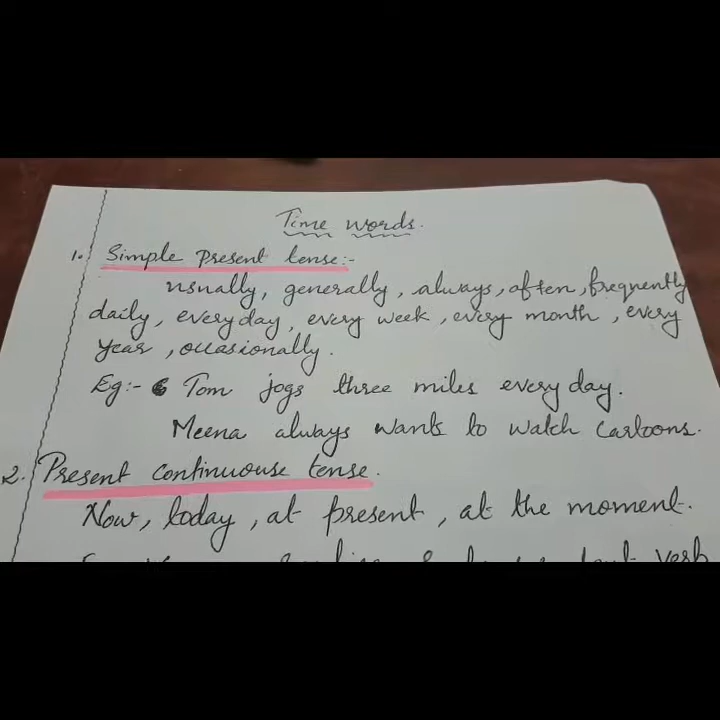 Time words.
1. Simple present tense:-
usually, generally, always, often, frequently
daily, everyday, every week, every month, every
year, occasionally.
Eg:- Tom jogs three miles every day.
Meena always wants to watch cartoons.
2. Present continuouse tense.
Now, today, at present, at the moment.
verb